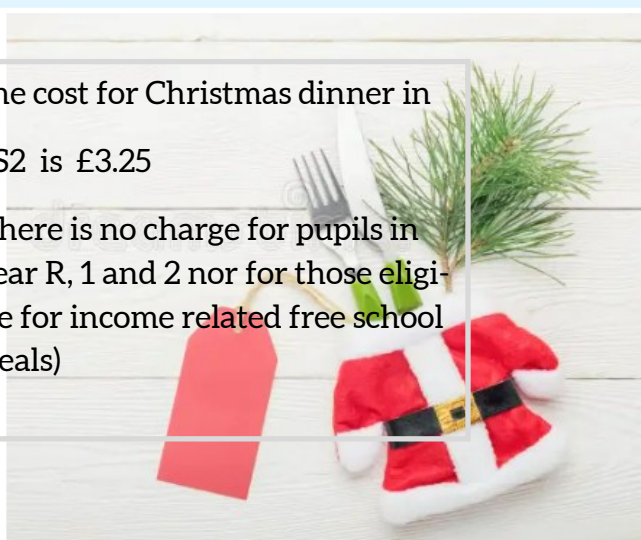 ne cost for Christmas dinner in
S2 is £3.25
here is no charge for pupils in
ear R, 1 and 2 nor for those eligi-
e for income related free school
eals)